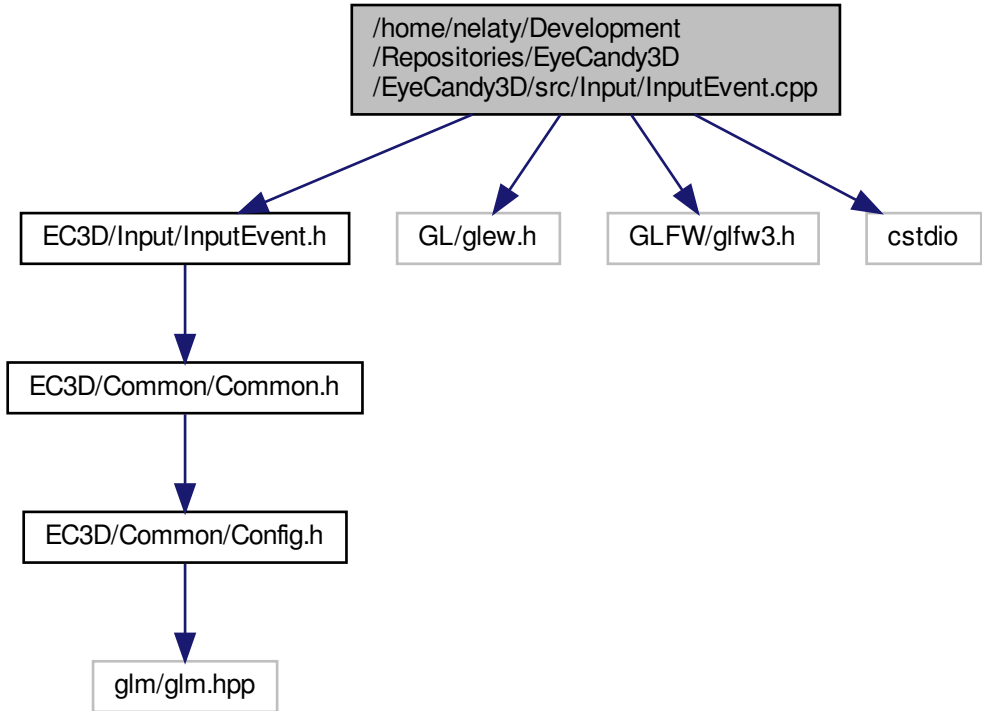 /home/nelaty/Development
/Repositories/EyeCandy3D
/EyeCandy3D/src/Input/InputEvent.cpp
EC3D/Input/InputEvent.h
GL/glew.h
GLFW/glfw3.h
cstdio
EC3D/Common/Common.h
EC3D/Common/Config.h
glm/glm.hpp